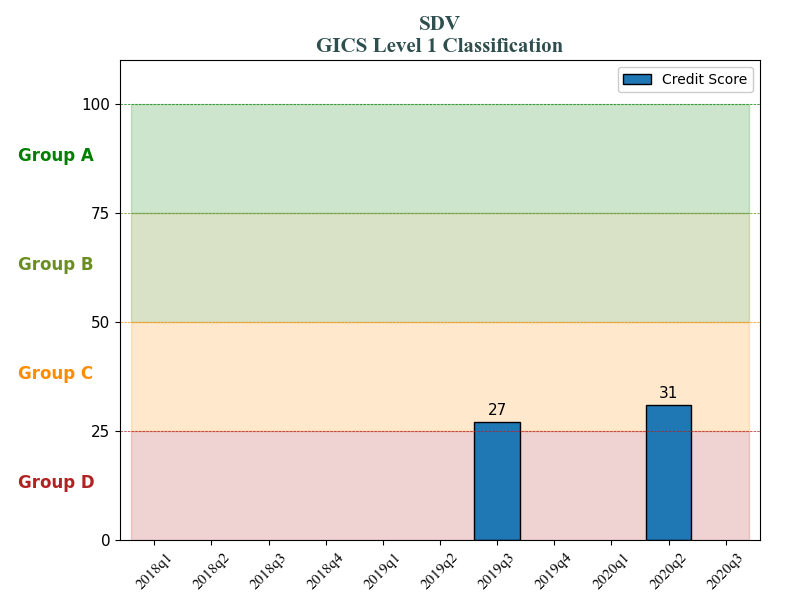 SDV
GICS Level 1 Classification
Credit Score
100
Group A
75
Group B
50
Group C
31
27
25
Group D
0
2018q1 2018q2 2018q3 2018q4 2019q1 2019q2 2019q3 2019q4 2020q1 2020q2 2020q3